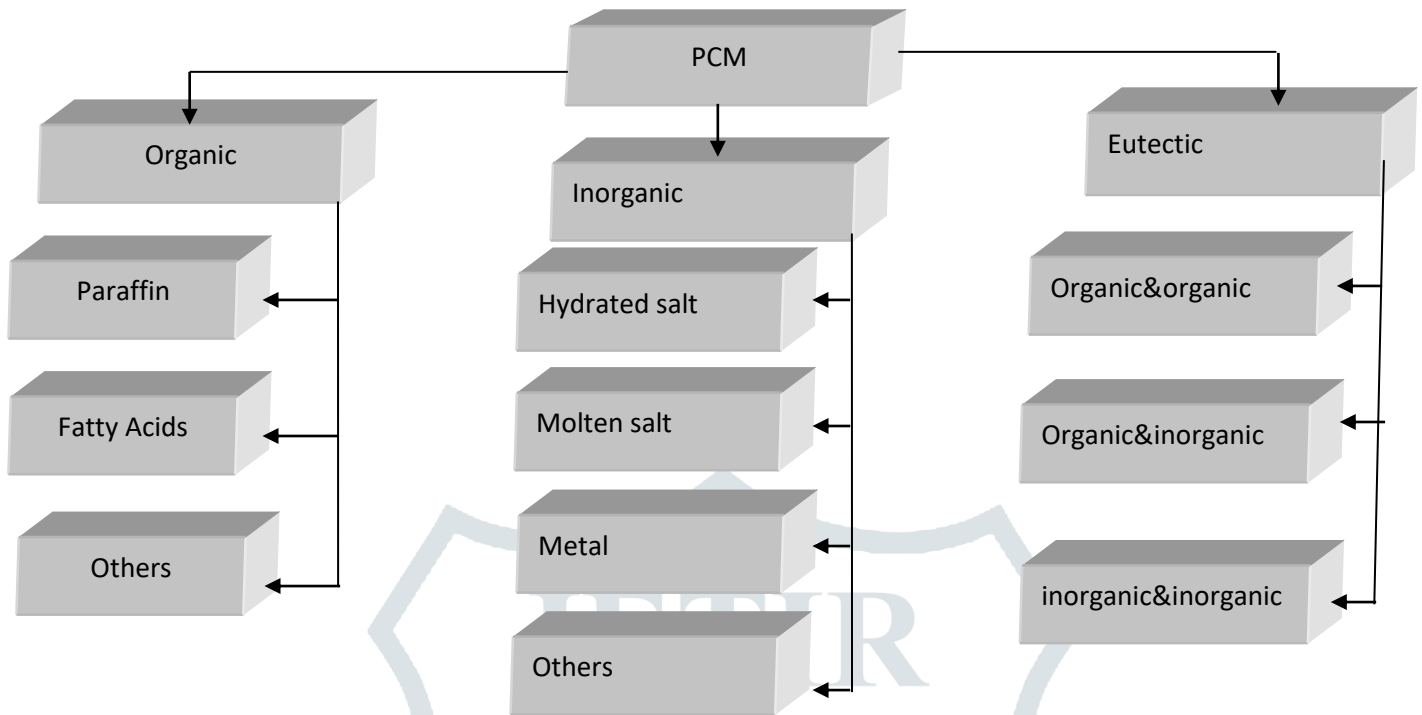 PCM
Organic
Paraffin
Fatty Acids
Others
Inorganic
Hydrated salt
Molten salt
Metal
Others
Eutectic
Organic&organic
Organic&inorganic
inorganic&inorganic
JETIR